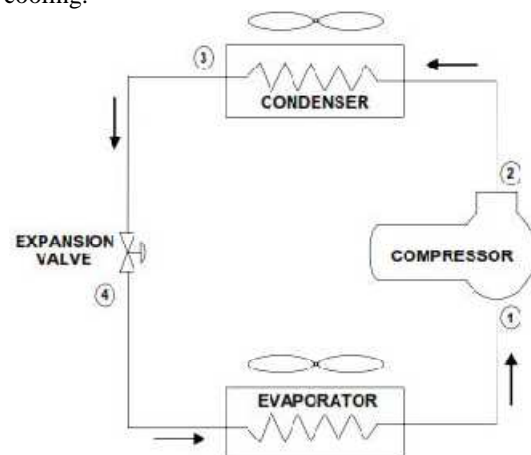 cooling.
3
CONDENSER
2
EXPANSION
VALVE
COMPRESSOR
4
1
EVAPORATOR